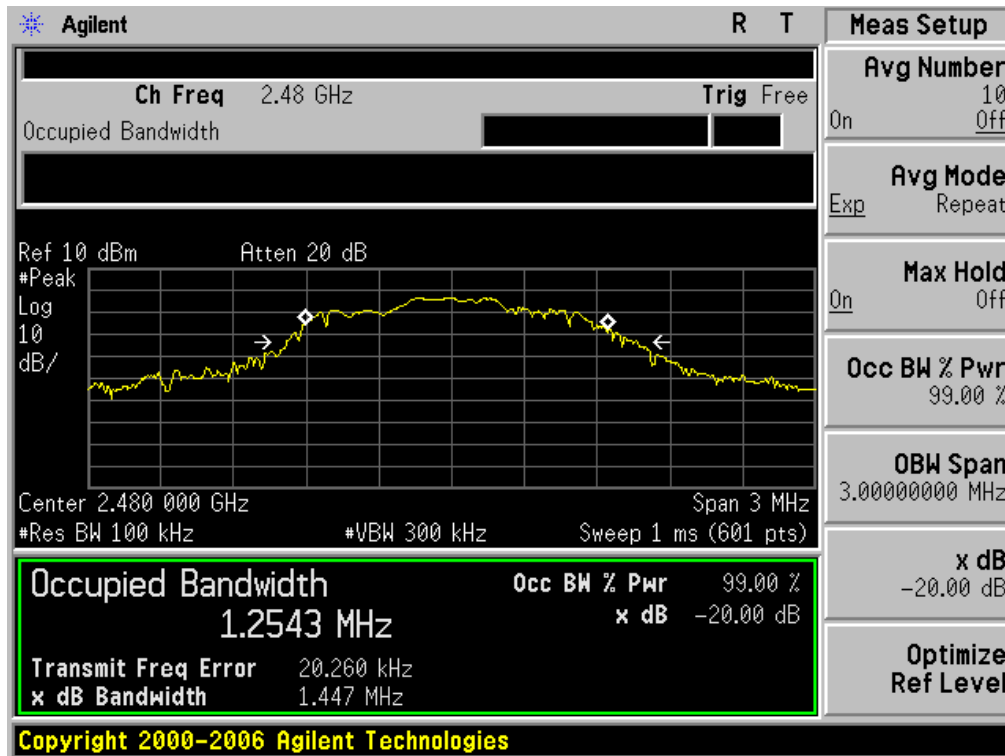 Agilent R T
Ch Freq 2.48 GHz Trig Free
Occupied Bandwidth
Ref 10 dBm Atten 20 dB
#Peak
Log
10
dB/
Center 2.480 000 GHz Span 3 MHz
#Res BW 100 kHz #VBW 300 kHz Sweep 1 ms (601 pts)
Occupied Bandwidth Occ BW % Pwr 99.00 %
1.2543 MHz x dB -20.00 dB
Transmit Freq Error 20.260 kHz
x dB Bandwidth 1.447 MHz
Copyright 2000-2006 Agilent Technologies
Meas Setup
Avg Number
10
On Off
Avg Mode
Exp Repeat
Max Hold
On Off
Occ BW % Pwr
99.00 %
OBW Span
3.00000000 MHz
x dB
-20.00 dB
Optimize
Ref Level